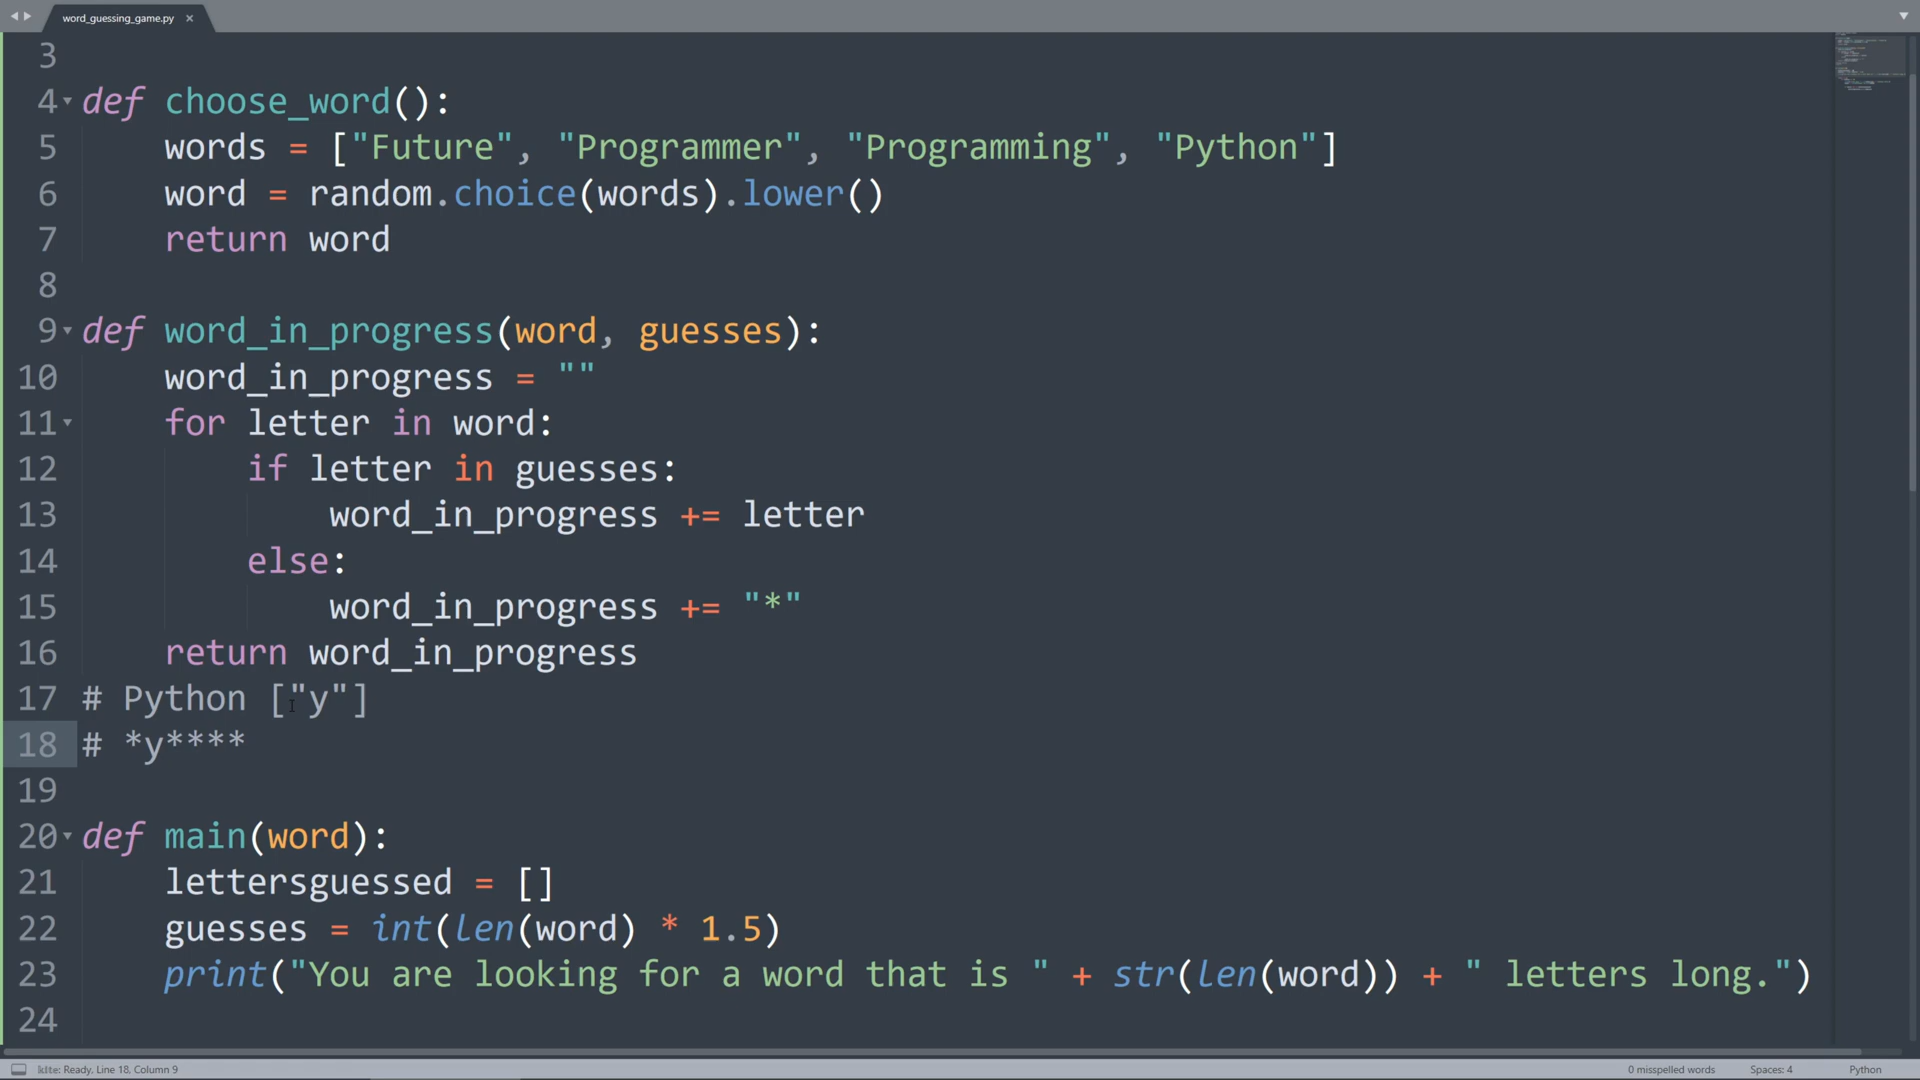 word_guessing_game.py ×
3
4 def choose_word():
5 words = ["Future", "Programmer", "Programming", "Python"]
6 word = random.choice(words).lower()
7 return word
8
9 def word_in_progress(word, guesses):
10 word_in_progress = ""
11 for letter in word:
12 if letter in guesses:
13 word_in_progress += letter
14 else:
15 word_in_progress += "*"
16 return word_in_progress
17 # Python ["y"]
18 # *y****
19
20 def main(word):
21 lettersguessed = []
22 guesses = int(len(word) * 1.5)
23 print("You are looking for a word that is " + str(len(word)) + " letters long.")
24
Ready. Line 18, Column 9 0 misspelled words Spaces: 4 Python